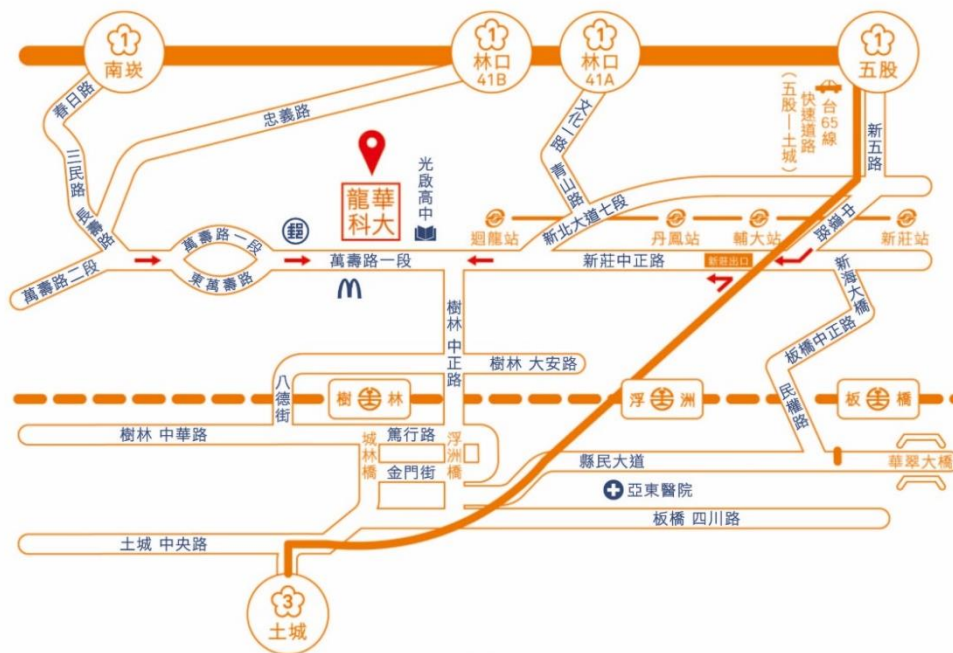 1
南崁
1
林口
41B
1
林口
41A
1
五股
春日路
三民路
長壽路
忠義路
文化一路
青山路
台65線
快速道路
(五股—土城)
新五路
龍華
科大
光啟高中
郵
迴龍站
新北大道七段
丹鳳站
輔大站
中環路
新莊站
萬壽路二段
萬壽路一段
東萬壽路
萬壽路一段
新莊中正路
新莊出口
新海大橋
樹林 中正路
板橋中正路
樹林 大安路
八德街
民權路
樹 林
浮 洲
板 橋
樹林 中華路
城林橋
篤行路
浮洲橋
金門街
縣民大道
華翠大橋
亞東醫院
板橋 四川路
土城 中央路
3
土城